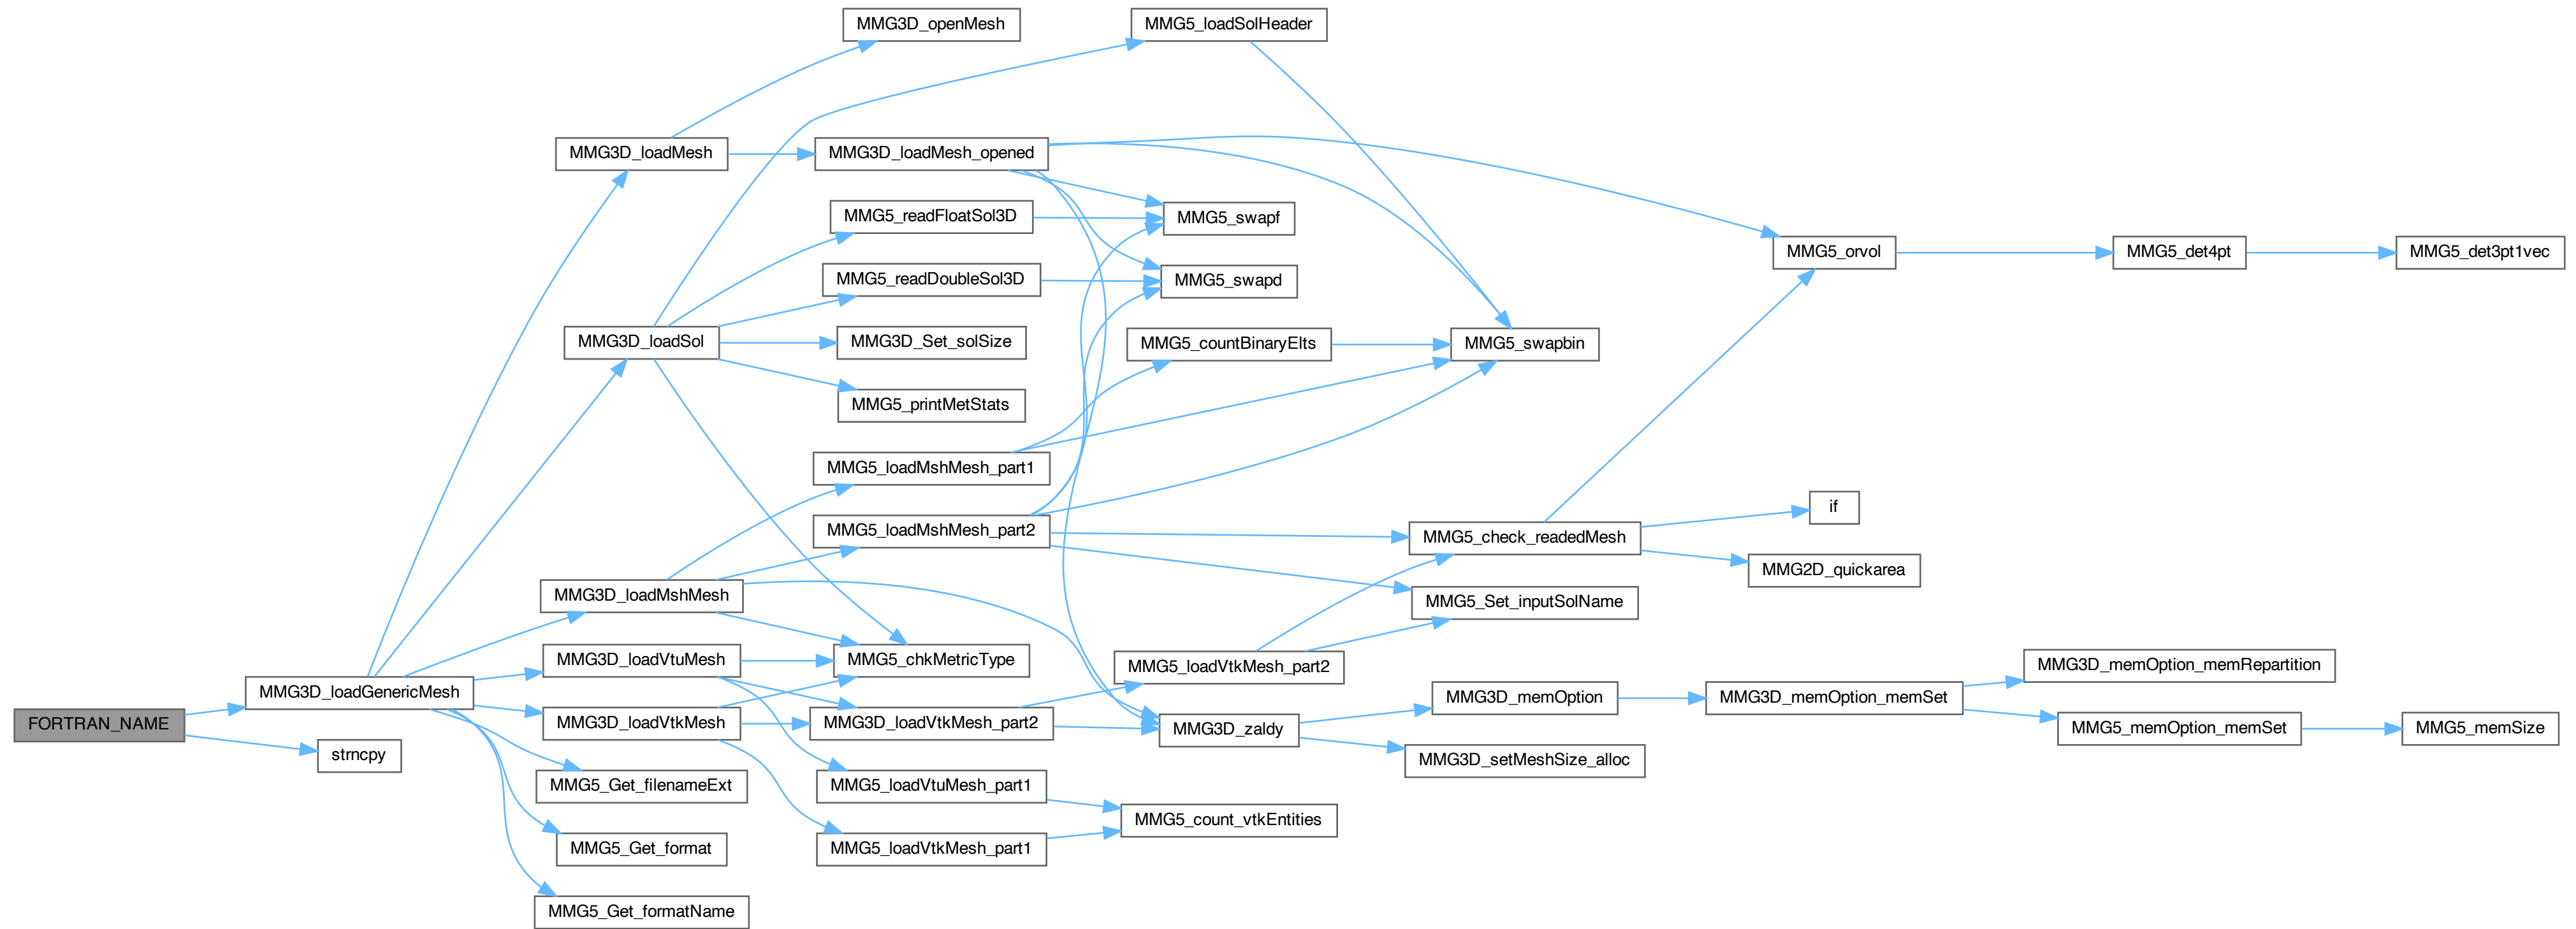 MMG3D_openMesh
MMG5_loadSolHeader
MMG3D_loadMesh
MMG3D_loadMesh_opened
MMG5_readFloatSol3D
MMG5_swapf
MMG5_orvol
MMG5_det4pt
MMG5_det3pt1vec
MMG5_readDoubleSol3D
MMG5_swapd
MMG3D_loadSol
MMG3D_Set_solSize
MMG5_countBinaryElts
MMG5_swapbin
MMG5_printMetStats
MMG5_loadMshMesh_part1
if
MMG5_loadMshMesh_part2
MMG5_check_readedMesh
MMG2D_quickarea
MMG3D_loadMshMesh
MMG5_Set_inputSolName
MMG3D_loadVtuMesh
MMG5_chkMetricType
MMG5_loadVtkMesh_part2
MMG3D_memOption_memRepartition
MMG3D_loadGenericMesh
MMG3D_memOption
MMG3D_memOption_memSet
FORTRAN_NAME
MMG3D_loadVtkMesh
MMG3D_loadVtkMesh_part2
MMG3D_zaldy
MMG5_memOption_memSet
MMG5_memSize
strncpy
MMG3D_setMeshSize_alloc
MMG5_Get_filenameExt
MMG5_loadVtuMesh_part1
MMG5_count_vtkEntities
MMG5_Get_format
MMG5_loadVtkMesh_part1
MMG5_Get_formatName